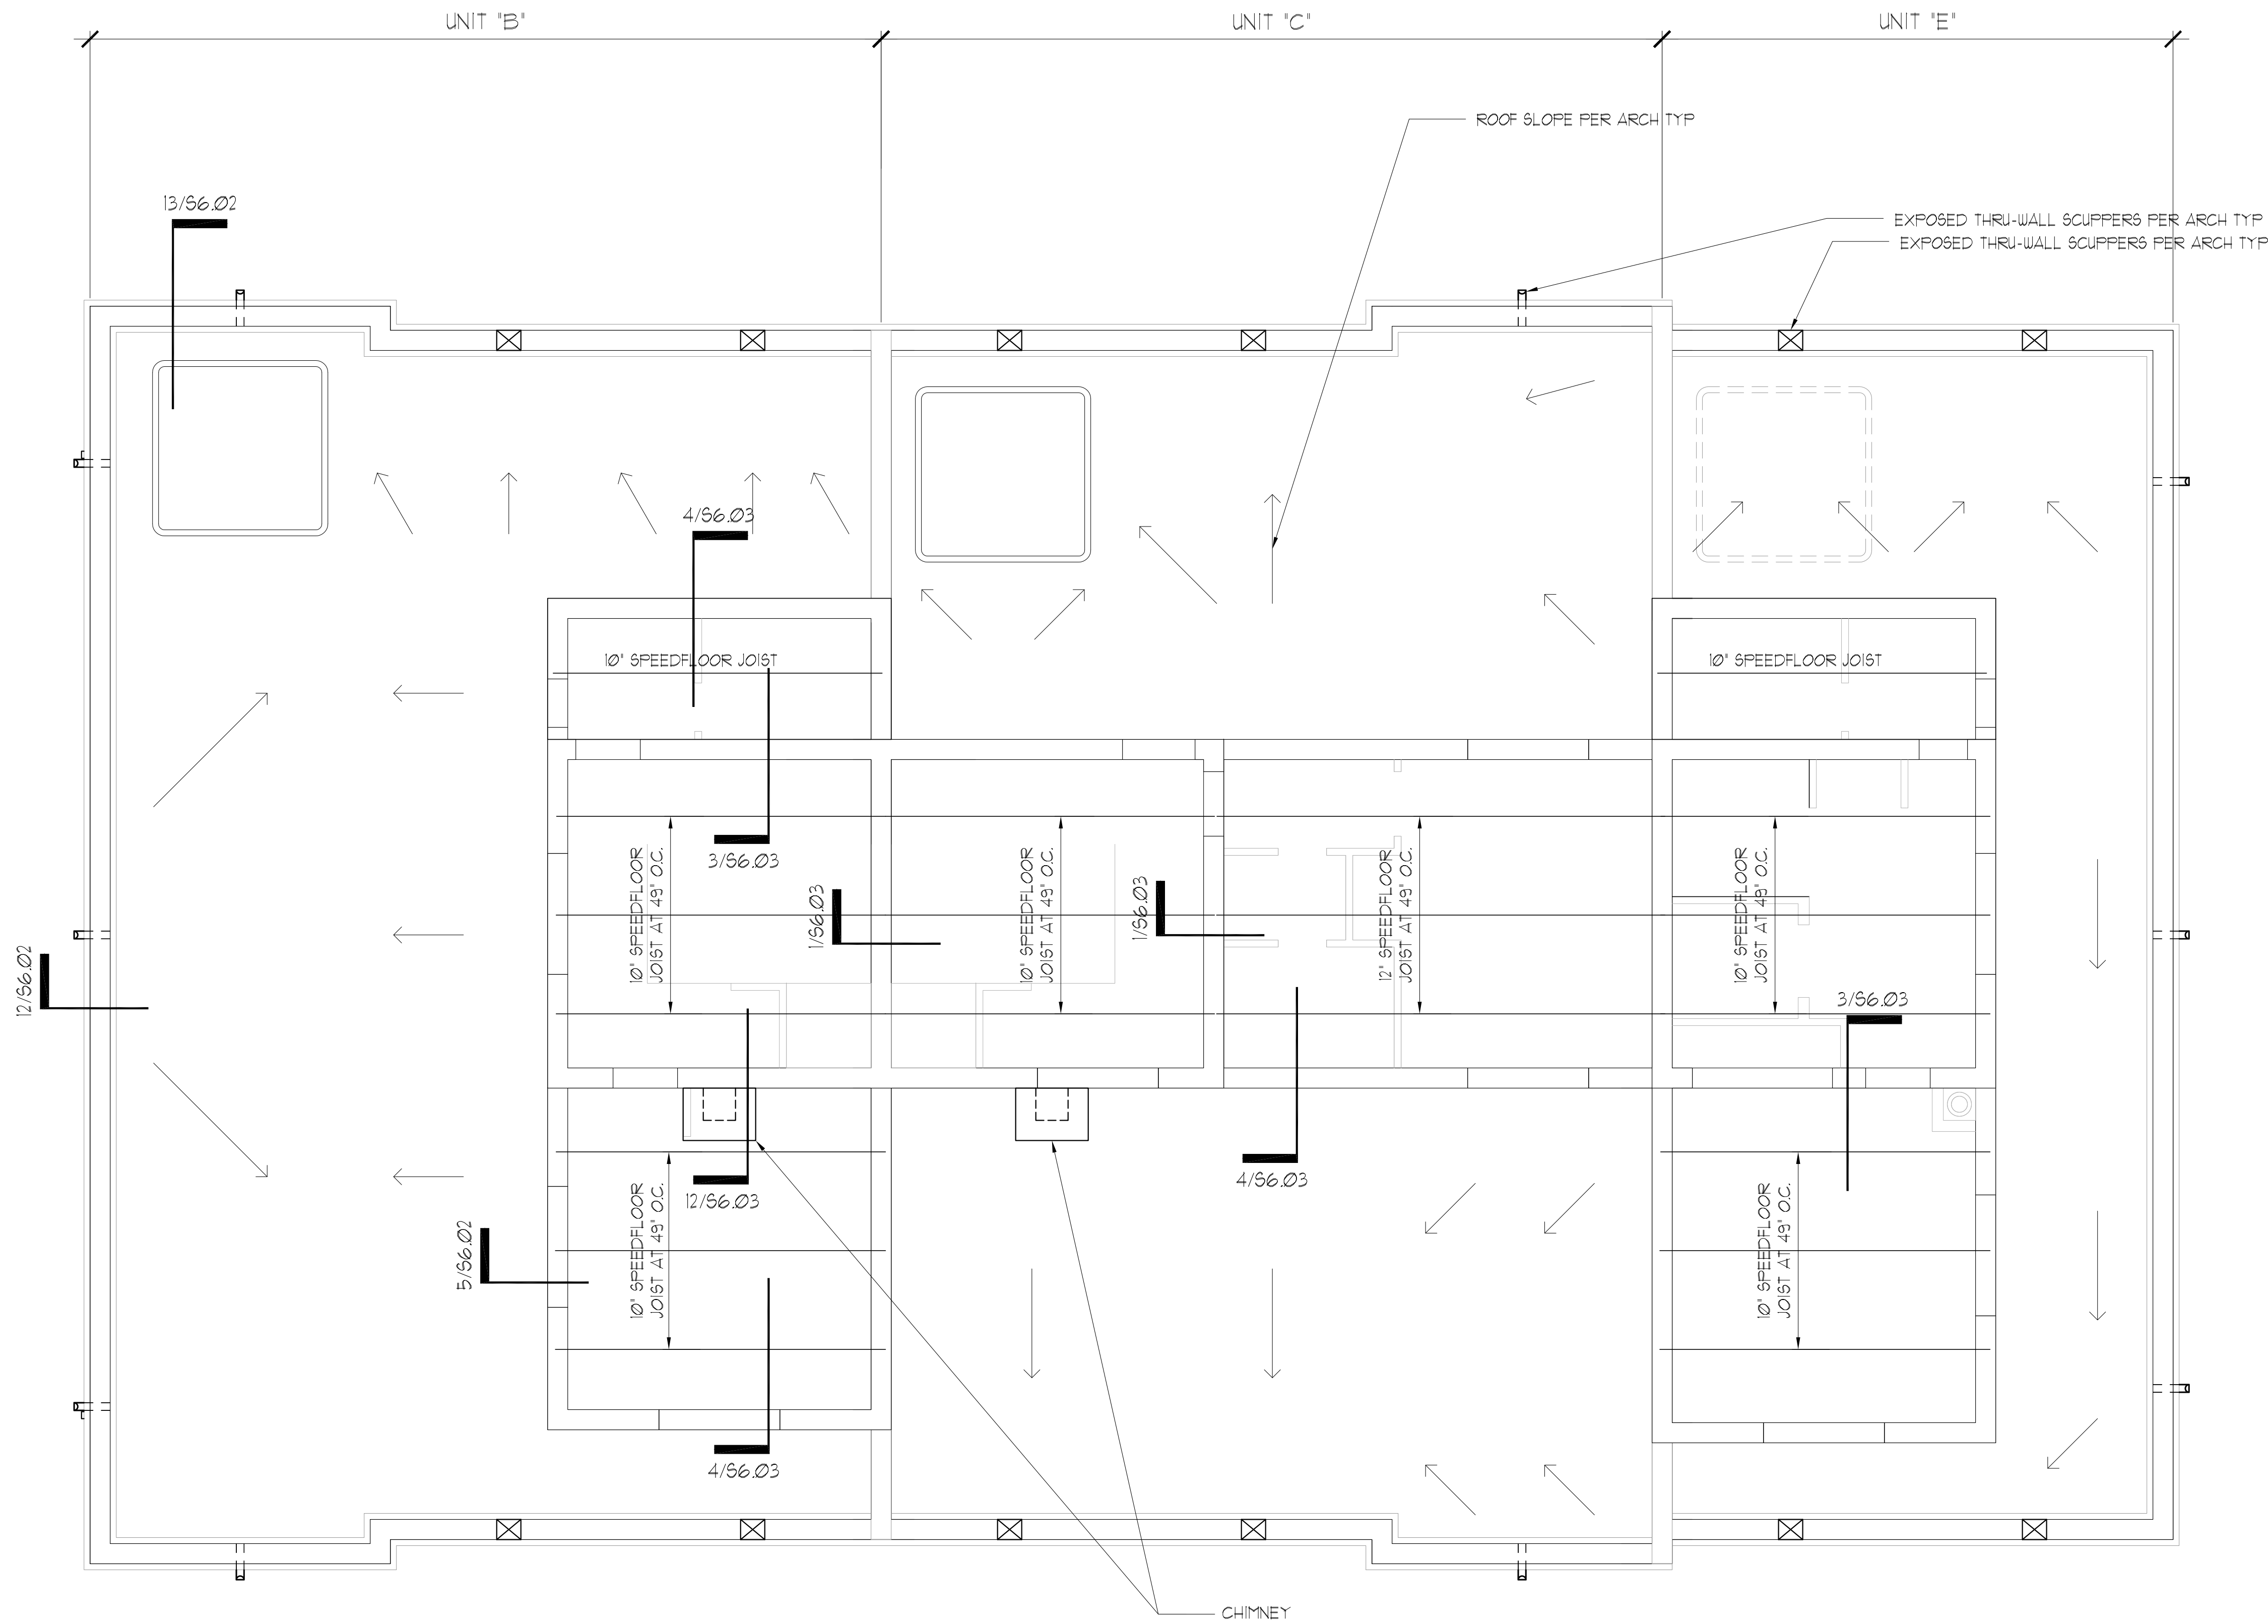 UNIT "B"
UNIT "C"
UNIT "E"
ROOF SLOPE PER ARCH TYP
13/S6.02
EXPOSED THRU-WALL SCUPPERS PER ARCH TYP
EXPOSED THRU-WALL SCUPPERS PER ARCH TYP
4/S6.03
10" SPEEDFLOOR JOIST
10" SPEEDFLOOR JOIST
3/S6.03
10" SPEEDFLOOR
JOIST AT 49" O.C.
1/S6.03
10" SPEEDFLOOR
JOIST AT 49" O.C.
1/S6.03
12" SPEEDFLOOR
JOIST AT 49" O.C.
10" SPEEDFLOOR
JOIST AT 49" O.C.
12/S6.02
3/S6.03
12/S6.03
4/S6.03
5/S6.02
10" SPEEDFLOOR
JOIST AT 49" O.C.
10" SPEEDFLOOR
JOIST AT 49" O.C.
4/S6.03
CHIMNEY